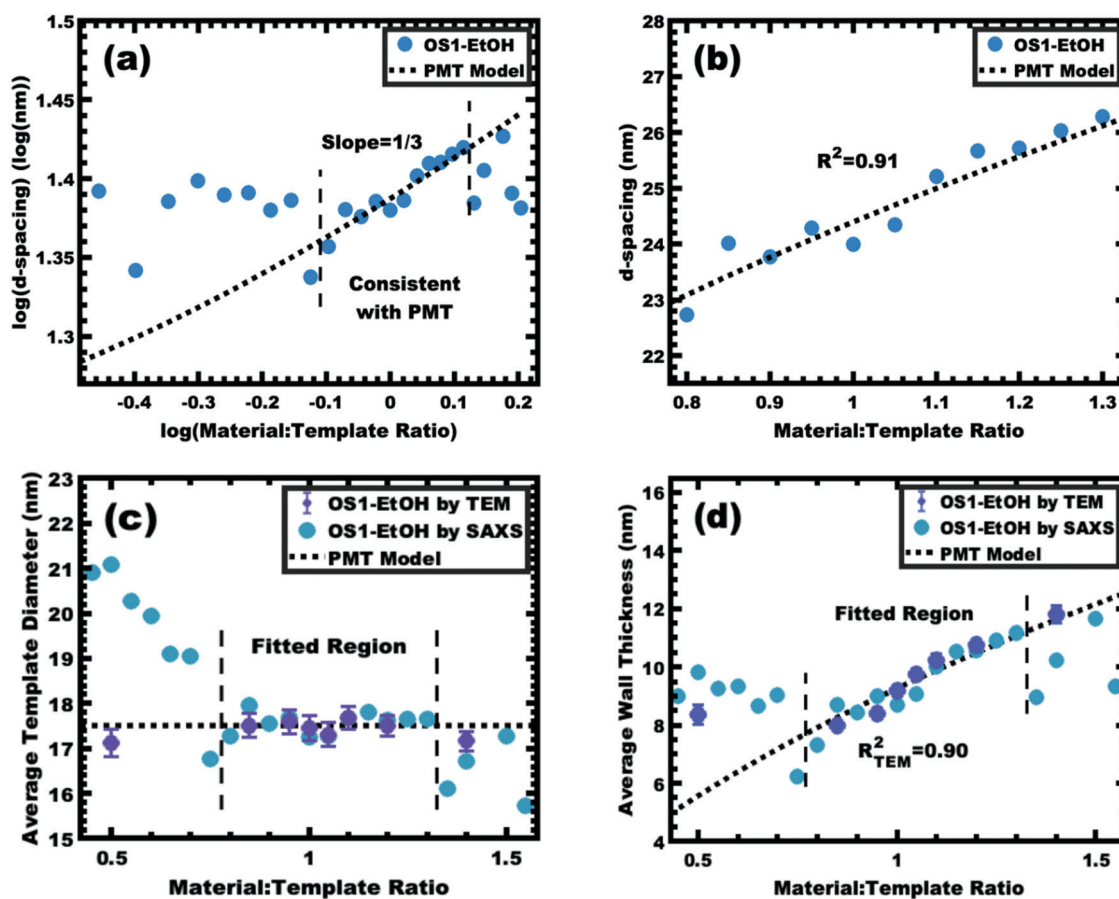 (a)
OS1-EtOH
PMT Model
Slope=1/3
Consistent
with PMT
1.5
1.45
1.4
1.35
1.3
log(d-spacing) (log(nm))
-0.4
-0.3
-0.2
-0.1
0
0.1
0.2
log(Material:Template Ratio)
(b)
OS1-EtOH
PMT Model
R²=0.91
28
27
26
25
24
23
22
d-spacing (nm)
0.8
0.9
1
1.1
1.2
1.3
Material:Template Ratio
(c)
OS1-EtOH by TEM
OS1-EtOH by SAXS
PMT Model
Fitted Region
23
22
21
20
19
18
17
16
15
Average Template Diameter (nm)
0.5
1
1.5
Material:Template Ratio
(d)
OS1-EtOH by TEM
OS1-EtOH by SAXS
PMT Model
Fitted Region
R²TEM=0.90
16
14
12
10
8
6
4
Average Wall Thickness (nm)
0.5
1
1.5
Material:Template Ratio